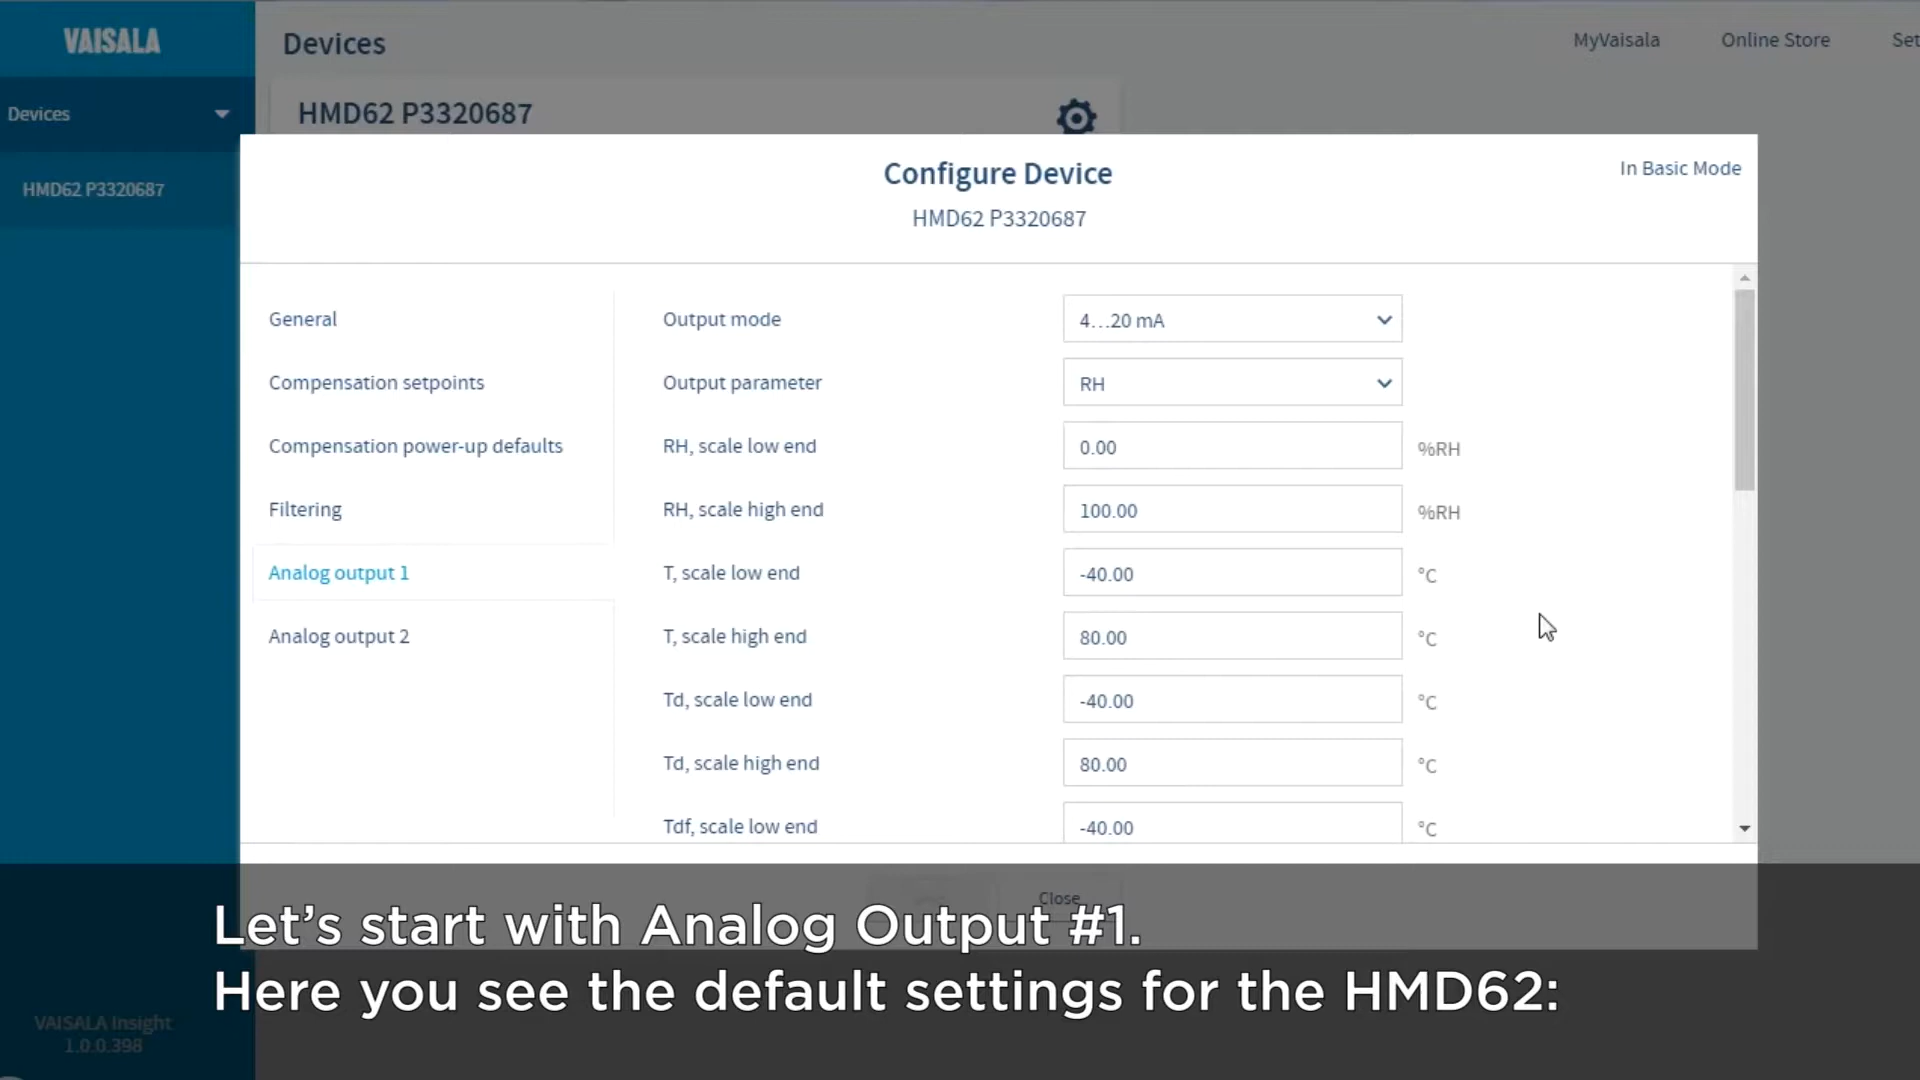 VAISALA
Devices
MyVaisala
Online Store
Set
Devices
HMD62 P3320687
HMD62 P3320687
Configure Device
In Basic Mode
HMD62 P3320687
General
Compensation setpoints
Compensation power-up defaults
Filtering
Analog output 1
Analog output 2
Output mode 4...20 mA
Output parameter RH
RH, scale low end 0.00 %RH
RH, scale high end 100.00 %RH
T, scale low end -40.00 °C
T, scale high end 80.00 °C
Td, scale low end -40.00 °C
Td, scale high end 80.00 °C
Tdf, scale low end -40.00 °C
Close
Let's start with Analog Output #1.
Here you see the default settings for the HMD62:
VAISALA Insight
1.0.0.398